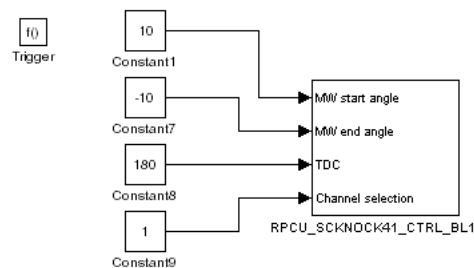 f()
Trigger
10
Constant1
-10
Constant7
180
Constant8
1
Constant9
MW start angle
MW end angle
TDC
Channel selection
RPCU_SCKNOCK41_CTRL_BL1